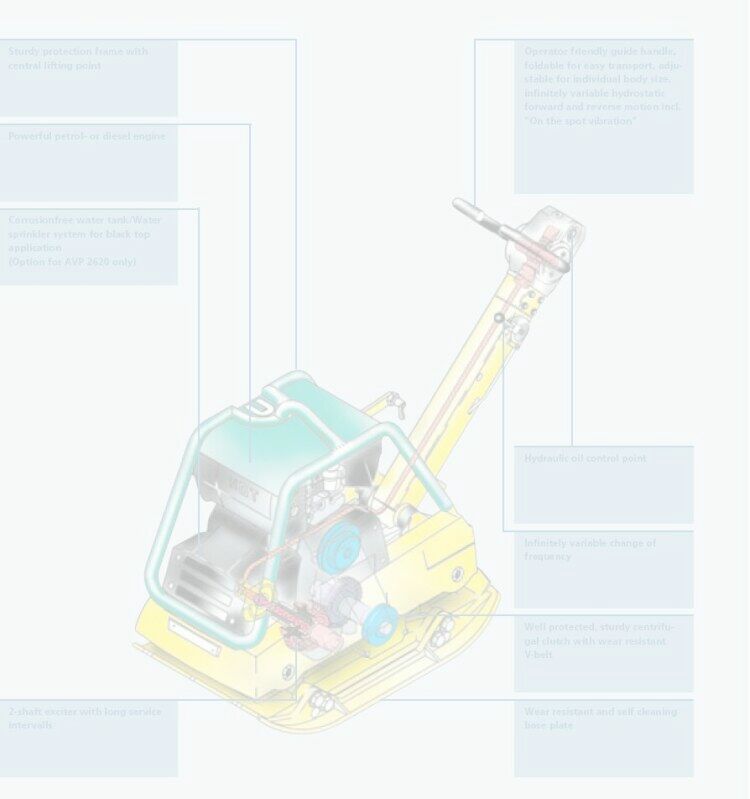 Sturdy protection frame with
central lifting point
Powerful petrol- or diesel engine
Corrosionfree water tank/Water
sprinkler system for black top
application
(Option for AVP 2620 only)
2-shaft exciter with long service
intervalls
Operator friendly guide handle,
foldable for easy transport, adju-
stable for individual body size,
infinitely variable hydrostatic
forward and reverse motion incl.
"On the spot vibration"
Hydraulic oil control point
Infinitely variable change of
frequency
Well protected, sturdy centrifu-
gal clutch with wear resistant
V-belt
Wear resistant and self cleaning
base plate